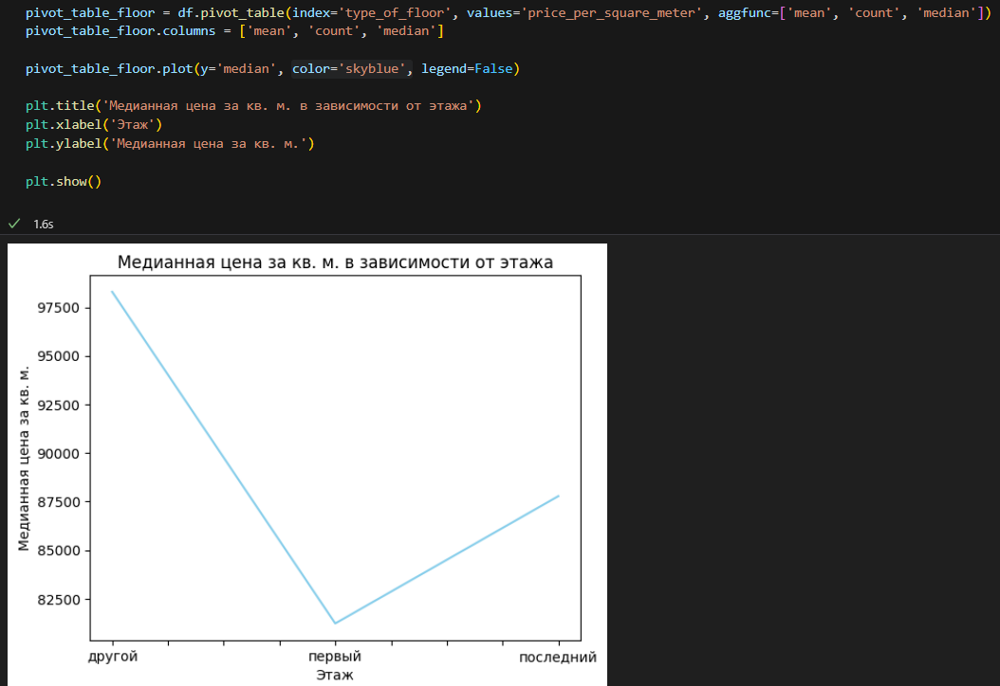 pivot_table_floor = df.pivot_table(index='type_of_floor', values='price_per_square_meter', aggfunc=['mean', 'count', 'median'])
pivot_table_floor.columns = ['mean', 'count', 'median']
pivot_table_floor.plot(y='median', color='skyblue', legend=False)
plt.title('Медианная цена за кв. м. в зависимости от этажа')
plt.xlabel('Этаж')
plt.ylabel('Медианная цена за кв. м.')
plt.show()
1.6s
Медианная цена за кв. м. в зависимости от этажа
97500
95000
92500
90000
87500
85000
82500
Медианная цена за кв. м.
другой первый последний
Этаж